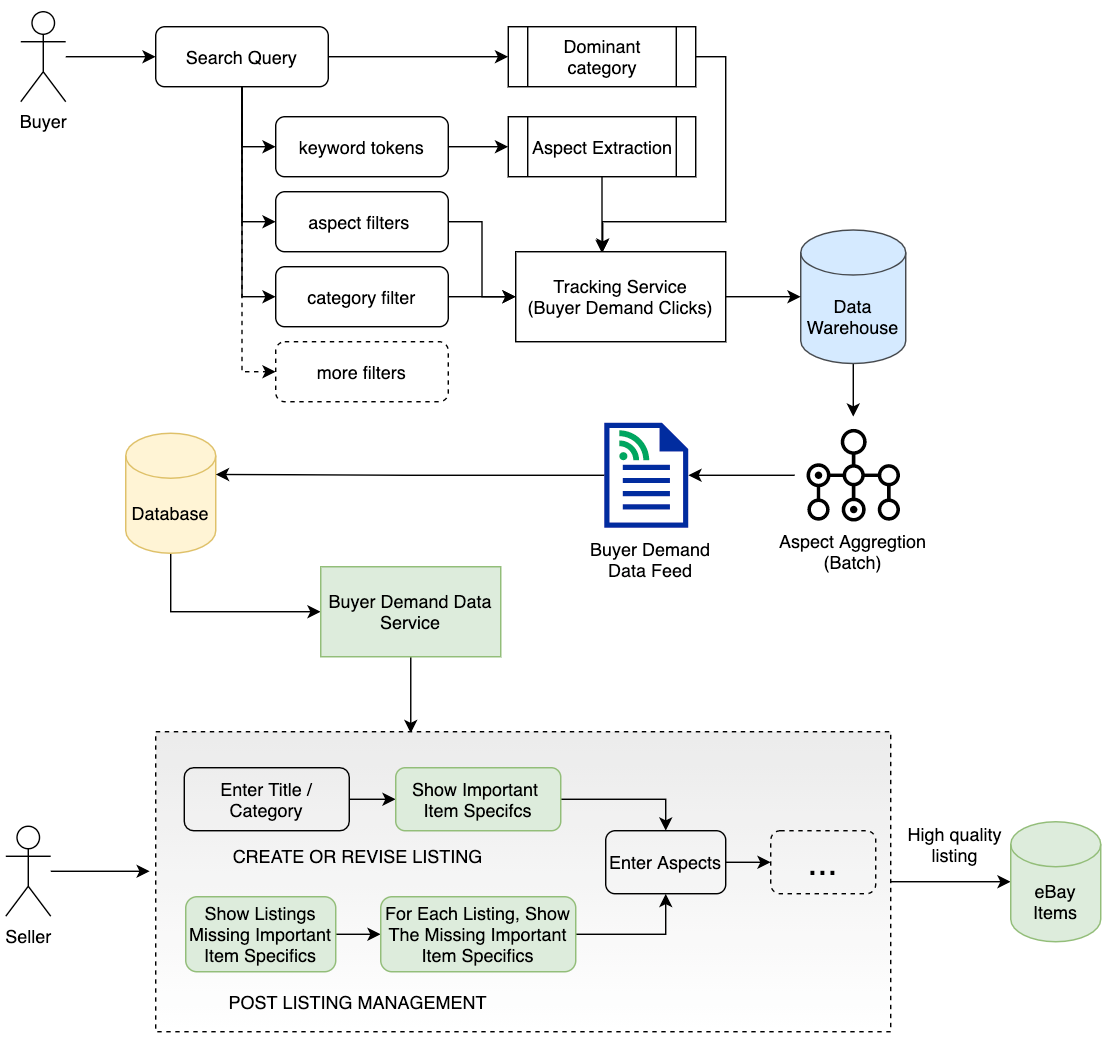 Buyer
Search Query
Dominant
category
keyword tokens
Aspect Extraction
aspect filters
category filter
more filters
Tracking Service
(Buyer Demand Clicks)
Data
Warehouse
Database
Buyer Demand
Data Feed
Aspect Aggregtion
(Batch)
Buyer Demand Data
Service
Seller
Enter Title /
Category
Show Important
Item Specifcs
CREATE OR REVISE LISTING
Enter Aspects
...
Show Listings
Missing Important
Item Specifics
For Each Listing, Show
The Missing Important
Item Specifics
POST LISTING MANAGEMENT
High quality
listing
eBay
Items